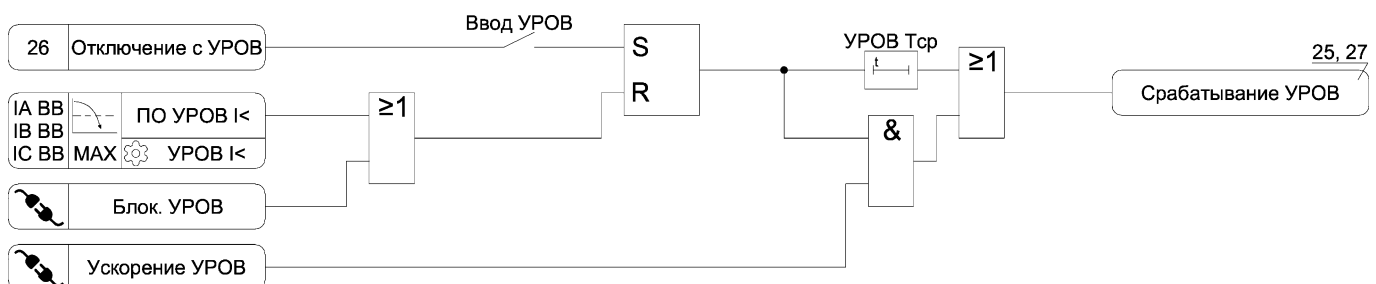 Ввод УРОВ
26 Отключение с УРОВ
S
R
УРОВ Тср
t
≥1
25, 27
Срабатывание УРОВ
IA ВВ
IB ВВ
IC ВВ
MAX
ПО УРОВ I<
УРОВ I<
≥1
&
Блок. УРОВ
Ускорение УРОВ